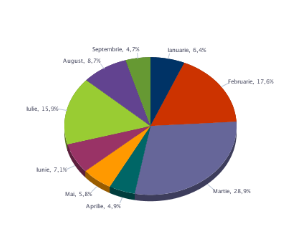 Septembrie, 4,7%
Ianuarie, 6,4%
August, 8,7%
Februarie, 17,6%
Iulie, 15,9%
Iunie, 7,1%
Mai, 5,8%
Aprilie, 4,9%
Martie, 28,9%